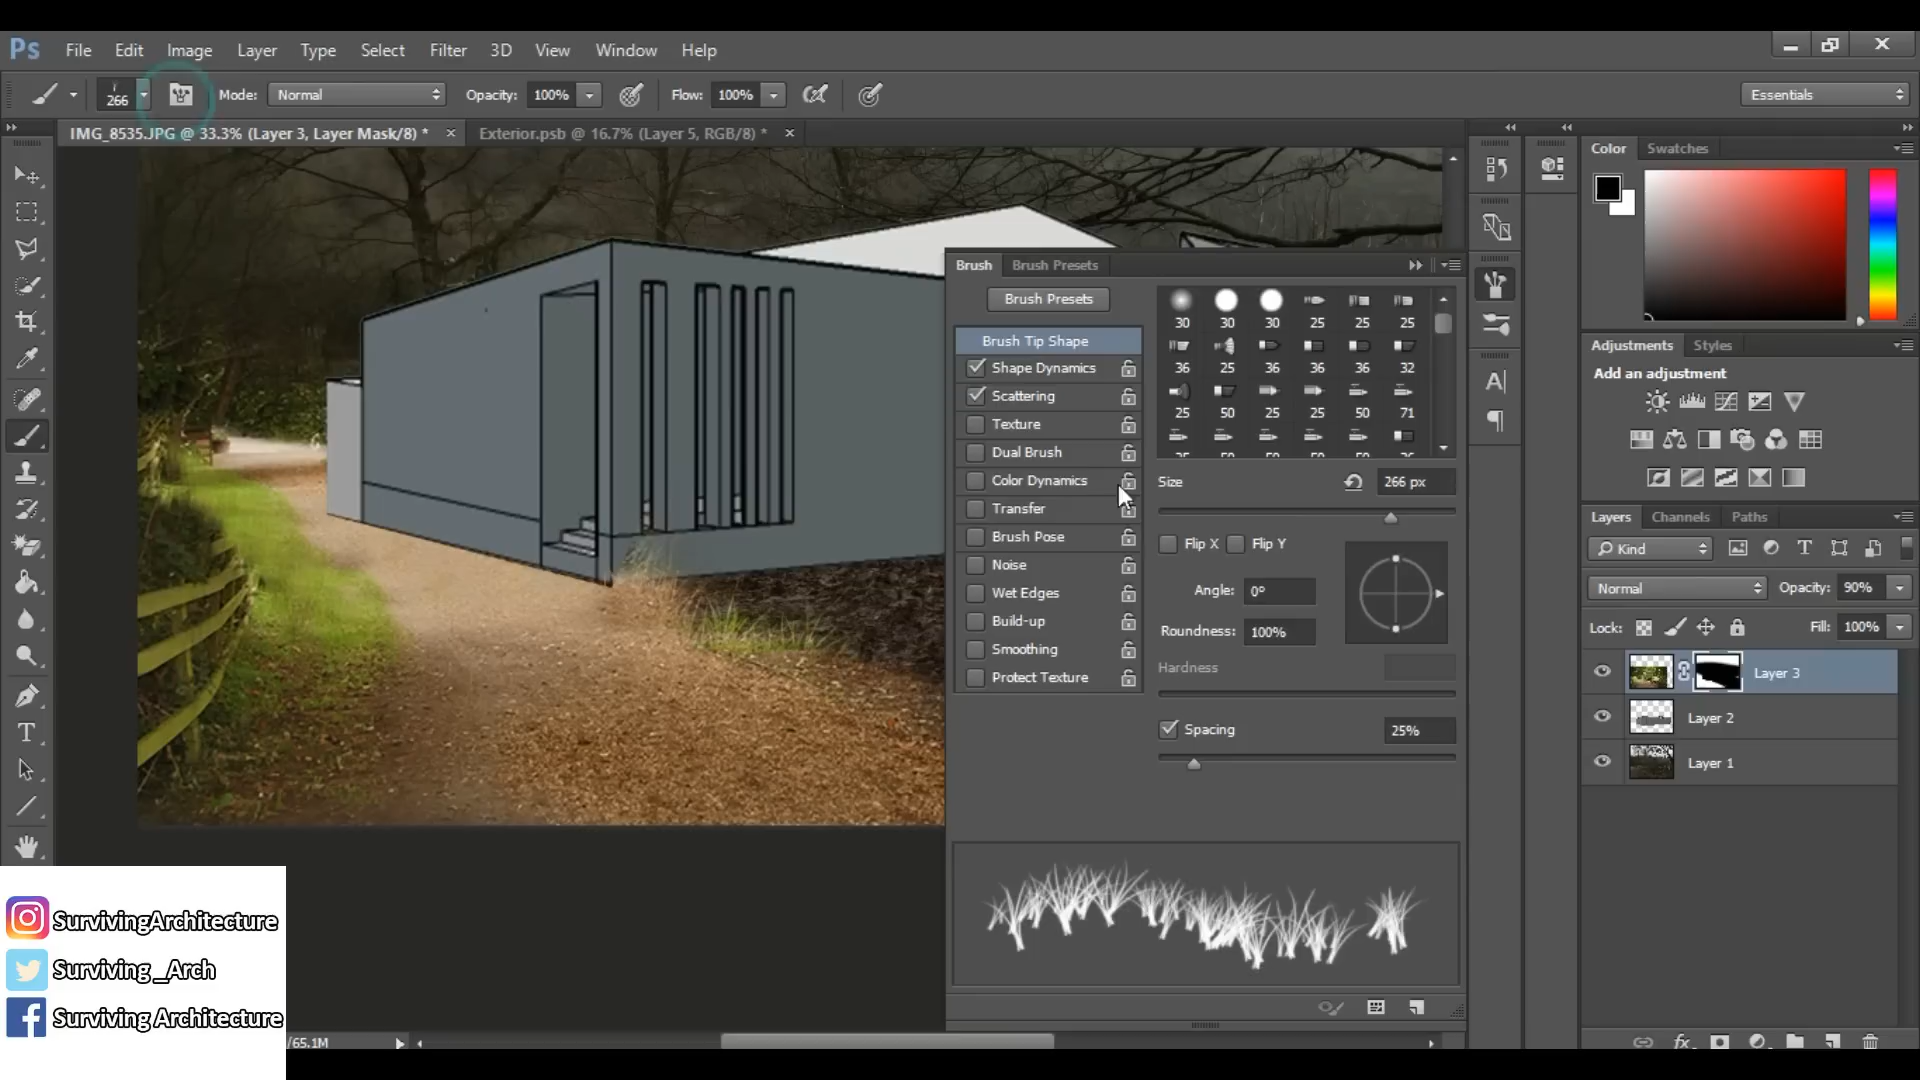 Ps File Edit Image Layer Type Select Filter 3D View Window Help
266 Mode: Normal Opacity: 100% Flow: 100% Essentials
IMG_8535.JPG @ 33.3% (Layer 3, Layer Mask/8) * Exterior.psb @ 16.7% (Layer 5, RGB/8) *
Color Swatches
Brush Brush Presets
Brush Presets
30 30 30 25 25 25
36 25 36 36 36 32
25 50 25 25 50 71
Brush Tip Shape
Shape Dynamics
Scattering
Texture
Dual Brush
Color Dynamics
Transfer
Brush Pose
Noise
Wet Edges
Build-up
Smoothing
Protect Texture
Size 266 px
Flip X Flip Y
Angle: 0°
Roundness: 100%
Hardness
Spacing 25%
Adjustments Styles
Add an adjustment
Layers Channels Paths
Kind
Normal Opacity: 90%
Lock: Fill: 100%
Layer 3
Layer 2
Layer 1
SurvivingArchitecture
Surviving_Arch
Surviving Architecture
/65.1M